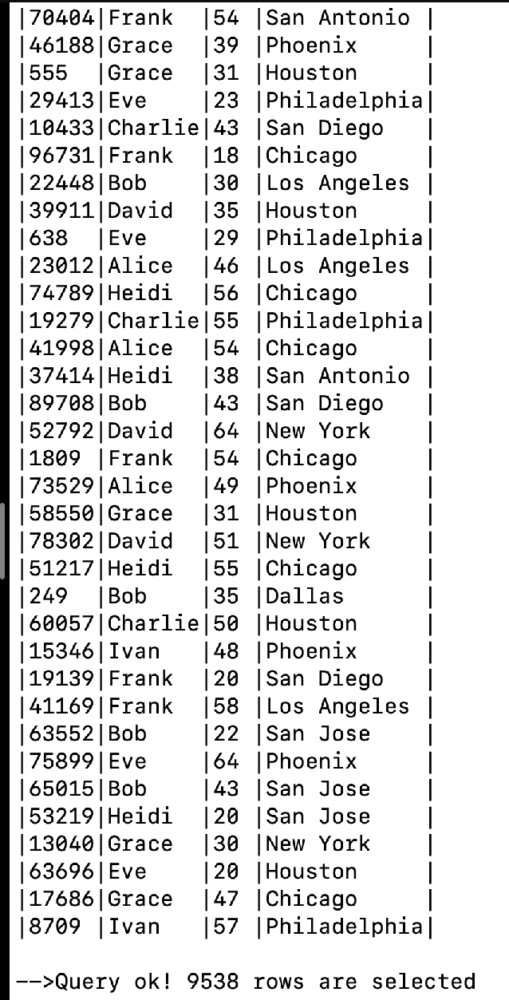 |70404|Frank  |54 |San Antonio |
|46188|Grace  |39 |Phoenix     |
|555  |Grace  |31 |Houston     |
|29413|Eve    |23 |Philadelphia|
|10433|Charlie|43 |San Diego   |
|96731|Frank  |18 |Chicago     |
|22448|Bob    |30 |Los Angeles |
|39911|David  |35 |Houston     |
|638  |Eve    |29 |Philadelphia|
|23012|Alice  |46 |Los Angeles |
|74789|Heidi  |56 |Chicago     |
|19279|Charlie|55 |Philadelphia|
|41998|Alice  |54 |Chicago     |
|37414|Heidi  |38 |San Antonio |
|89708|Bob    |43 |San Diego   |
|52792|David  |64 |New York    |
|1809 |Frank  |54 |Chicago     |
|73529|Alice  |49 |Phoenix     |
|58550|Grace  |31 |Houston     |
|78302|David  |51 |New York    |
|51217|Heidi  |55 |Chicago     |
|249  |Bob    |35 |Dallas      |
|60057|Charlie|50 |Houston     |
|15346|Ivan   |48 |Phoenix     |
|19139|Frank  |20 |San Diego   |
|41169|Frank  |58 |Los Angeles |
|63552|Bob    |22 |San Jose    |
|75899|Eve    |64 |Phoenix     |
|65015|Bob    |43 |San Jose    |
|53219|Heidi  |20 |San Jose    |
|13040|Grace  |30 |New York    |
|63696|Eve    |20 |Houston     |
|17686|Grace  |47 |Chicago     |
|8709 |Ivan   |57 |Philadelphia|
-->Query ok! 9538 rows are selected